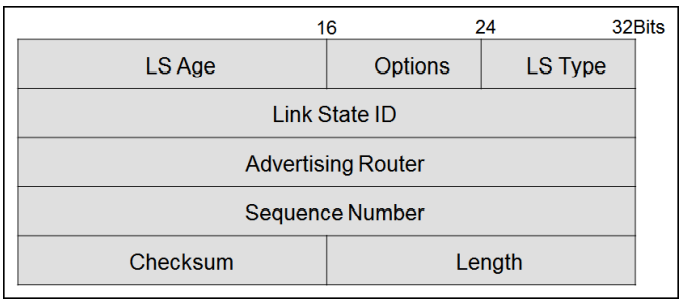 16 24 32Bits
LS Age Options LS Type
Link State ID
Advertising Router
Sequence Number
Checksum Length